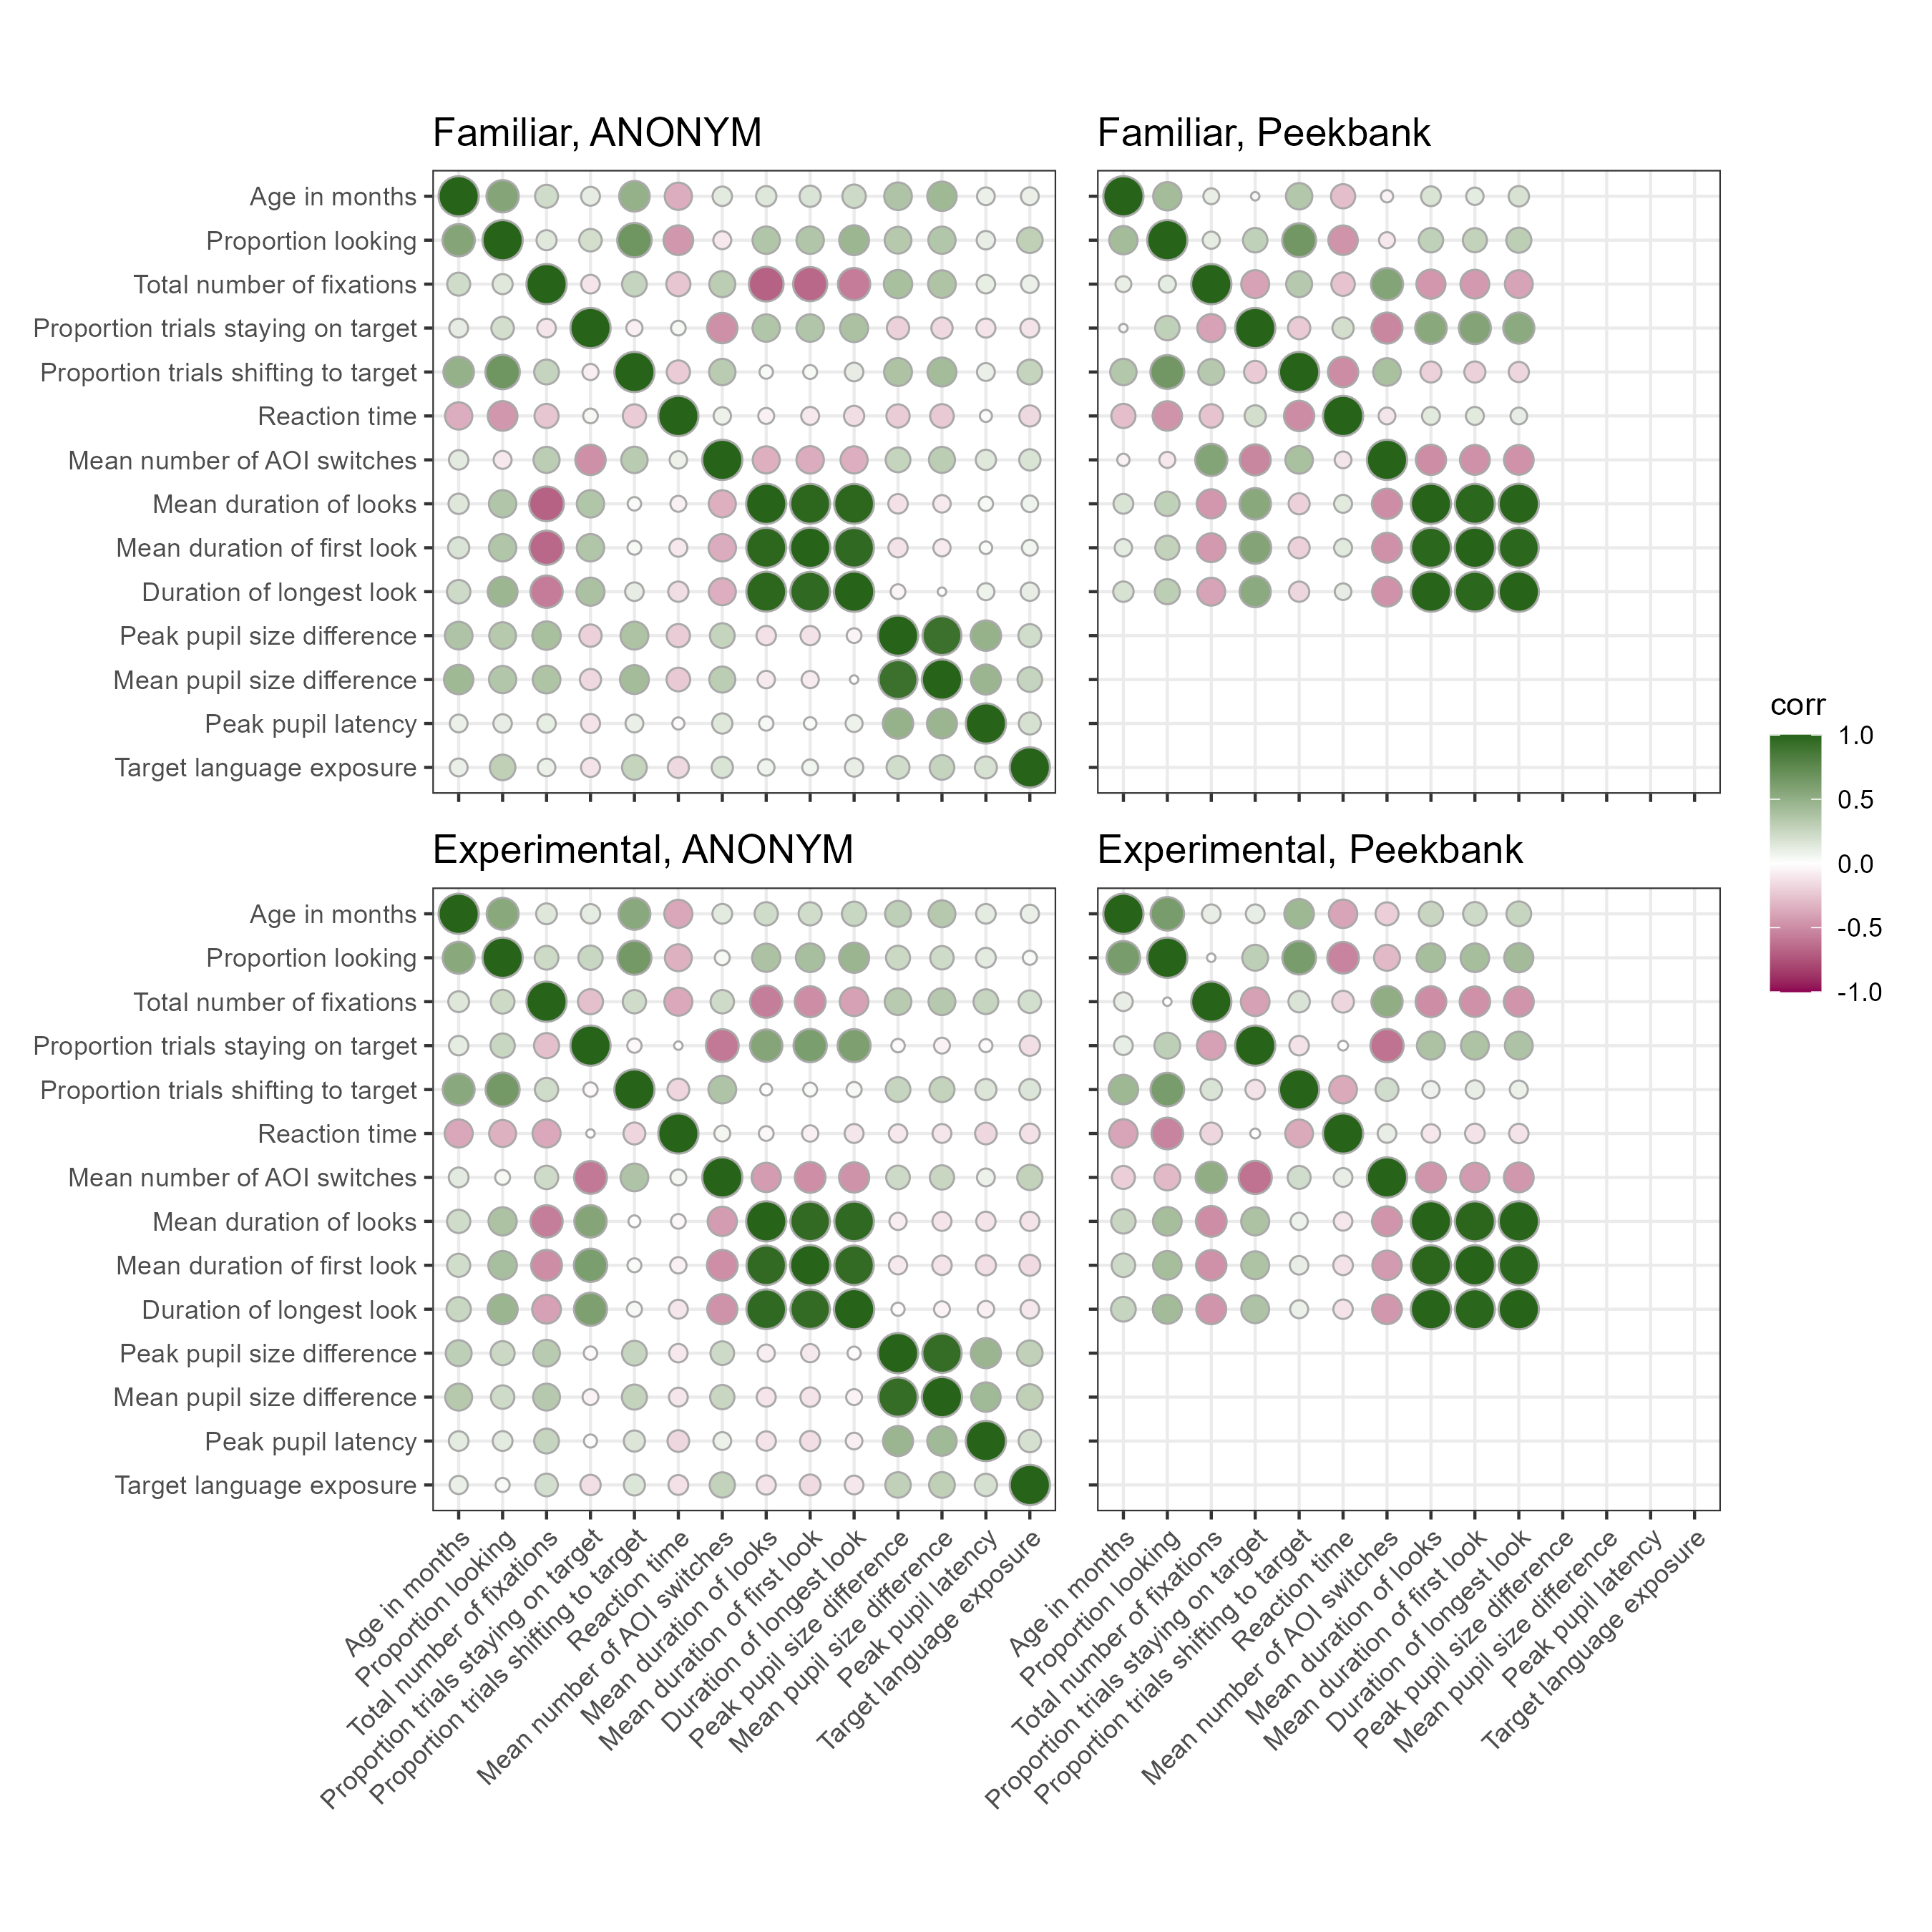 Familiar, ANONYM
Familiar, Peekbank
Age in months
Proportion looking
Total number of fixations
Proportion trials staying on target
Proportion trials shifting to target
Reaction time
Mean number of AOI switches
Mean duration of looks
Mean duration of first look
Duration of longest look
Peak pupil size difference
Mean pupil size difference
Peak pupil latency
Target language exposure
Experimental, ANONYM
Experimental, Peekbank
Age in months
Proportion looking
Total number of fixations
Proportion trials staying on target
Proportion trials shifting to target
Reaction time
Mean number of AOI switches
Mean duration of looks
Mean duration of first look
Duration of longest look
Peak pupil size difference
Mean pupil size difference
Peak pupil latency
Target language exposure
Age in months
Proportion looking
Total number of fixations
Proportion trials staying on target
Proportion trials shifting to target
Reaction time
Mean number of AOI switches
Mean duration of looks
Mean duration of first look
Duration of longest look
Peak pupil size difference
Mean pupil size difference
Peak pupil latency
Target language exposure
Age in months
Proportion looking
Total number of fixations
Proportion trials staying on target
Proportion trials shifting to target
Reaction time
Mean number of AOI switches
Mean duration of looks
Mean duration of first look
Duration of longest look
Peak pupil size difference
Mean pupil size difference
Peak pupil latency
Target language exposure
corr
1.0
0.5
0.0
-0.5
-1.0